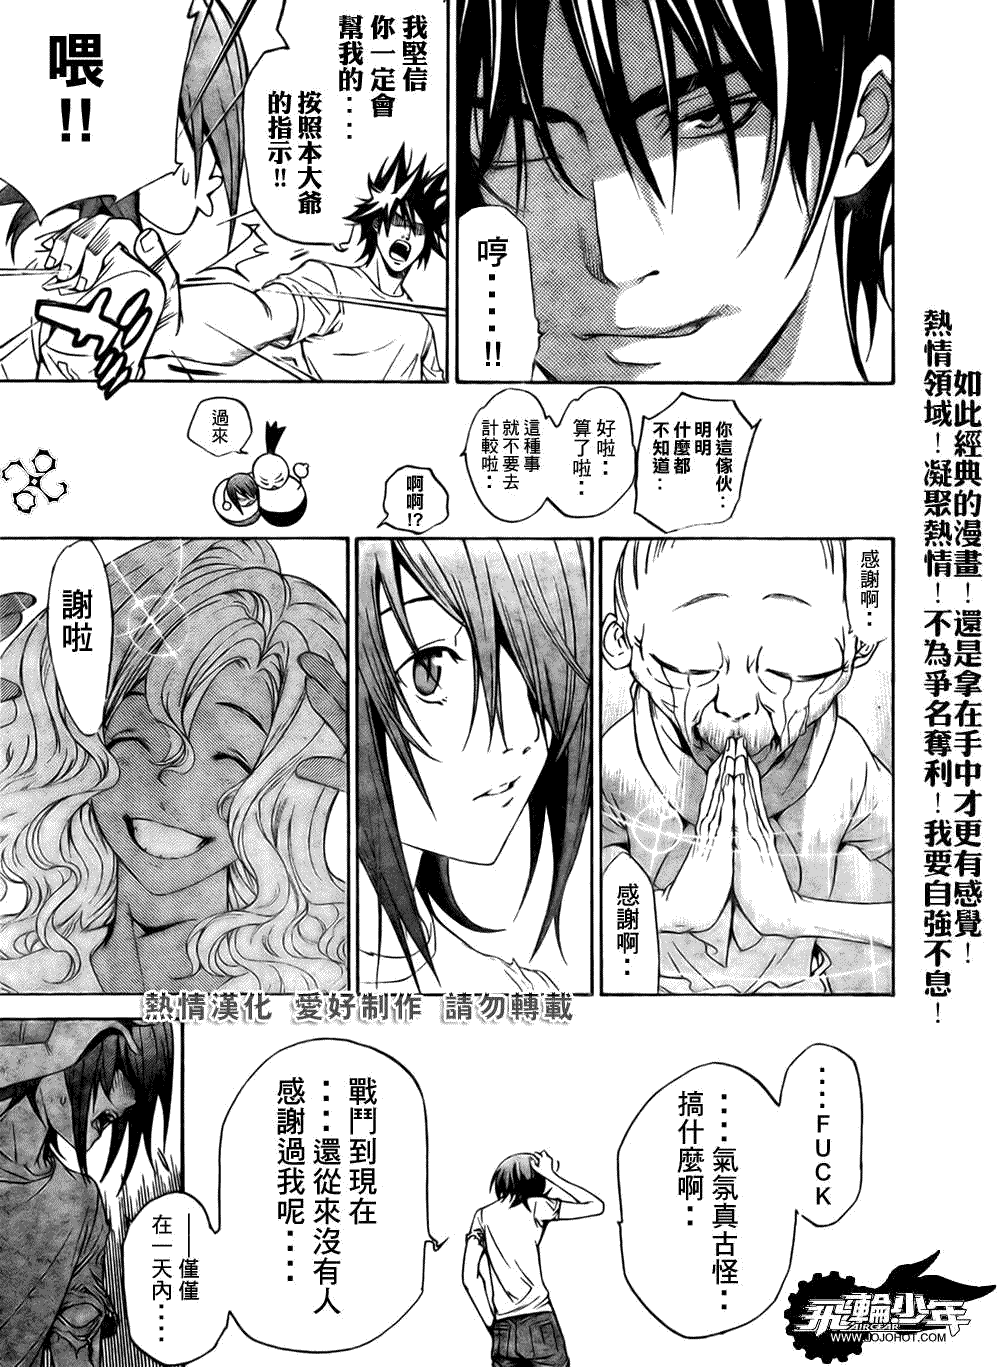 哼‥‥‥!!
我堅信
你一定會
幫我的‥‥
按照本大爺
的指示!!
喂!!
你這傢伙‥
明明
什麼都
不知道‥
好啦‥
算了啦‥
這種事
就不要去
計較啦‥
啊啊!?
過來
感謝啊‥
感謝啊‥
謝啦
‥‥FUCK
‥‥氣氛真古怪‥
搞什麼啊‥
戰鬥到現在
‥‥還從來沒有人
感謝過我呢‥‥
——僅僅
在一天內‥‥
如此經典的漫畫！還是拿在手中才更有感覺！
熱情領域！凝聚熱情！不為爭名奪利！我要自強不息！
熱情漢化 愛好制作 請勿轉載
飛輪少年
AIRGEAR
WWW.JOJOHOT.COM